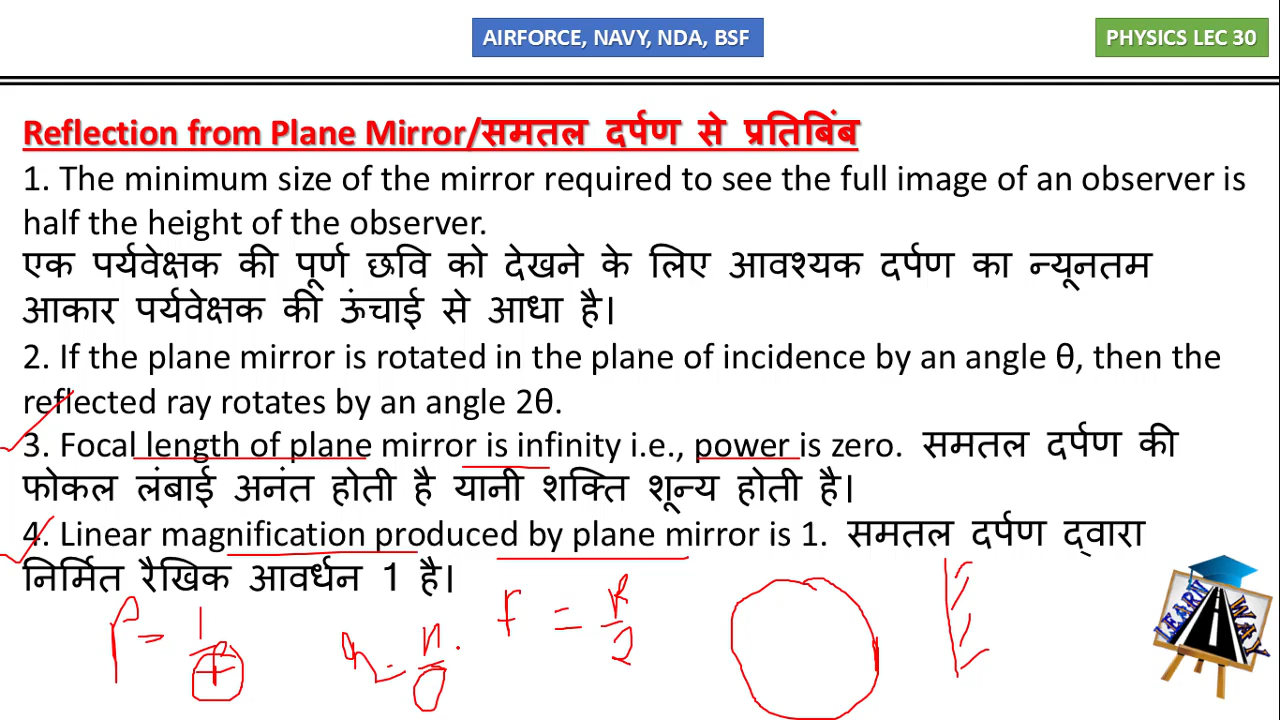 AIRFORCE, NAVY, NDA, BSF
PHYSICS LEC 30
Reflection from Plane Mirror/समतल दर्पण से प्रतिबिंब
1. The minimum size of the mirror required to see the full image of an observer is
half the height of the observer.
एक पर्यवेक्षक की पूर्ण छवि को देखने के लिए आवश्यक दर्पण का न्यूनतम
आकार पर्यवेक्षक की ऊंचाई से आधा है।
2. If the plane mirror is rotated in the plane of incidence by an angle θ, then the
reflected ray rotates by an angle 2θ.
3. Focal length of plane mirror is infinity i.e., power is zero. समतल दर्पण की
फोकल लंबाई अनंत होती है यानी शक्ति शून्य होती है।
4. Linear magnification produced by plane mirror is 1. समतल दर्पण द्वारा
निर्मित रैखिक आवर्धन 1 है।
F = R/2
LEARN WAY